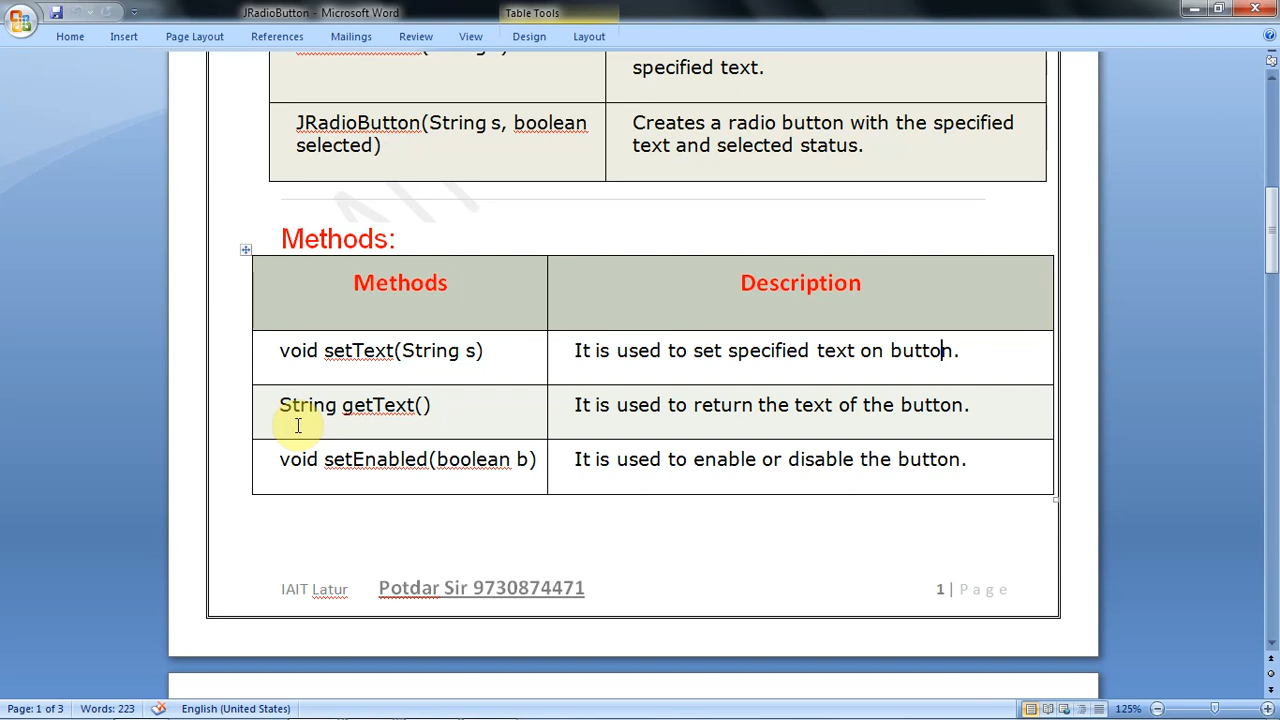 JRadioButton - Microsoft Word
Table Tools
Home Insert Page Layout References Mailings Review View Design Layout
specified text.
JRadioButton(String s, boolean selected)
Creates a radio button with the specified text and selected status.
Methods:
Methods Description
void setText(String s) It is used to set specified text on button.
String getText() It is used to return the text of the button.
void setEnabled(boolean b) It is used to enable or disable the button.
IAIT Latur Potdar Sir 9730874471 1 | Page
Page: 1 of 3 Words: 223 English (United States) 125%